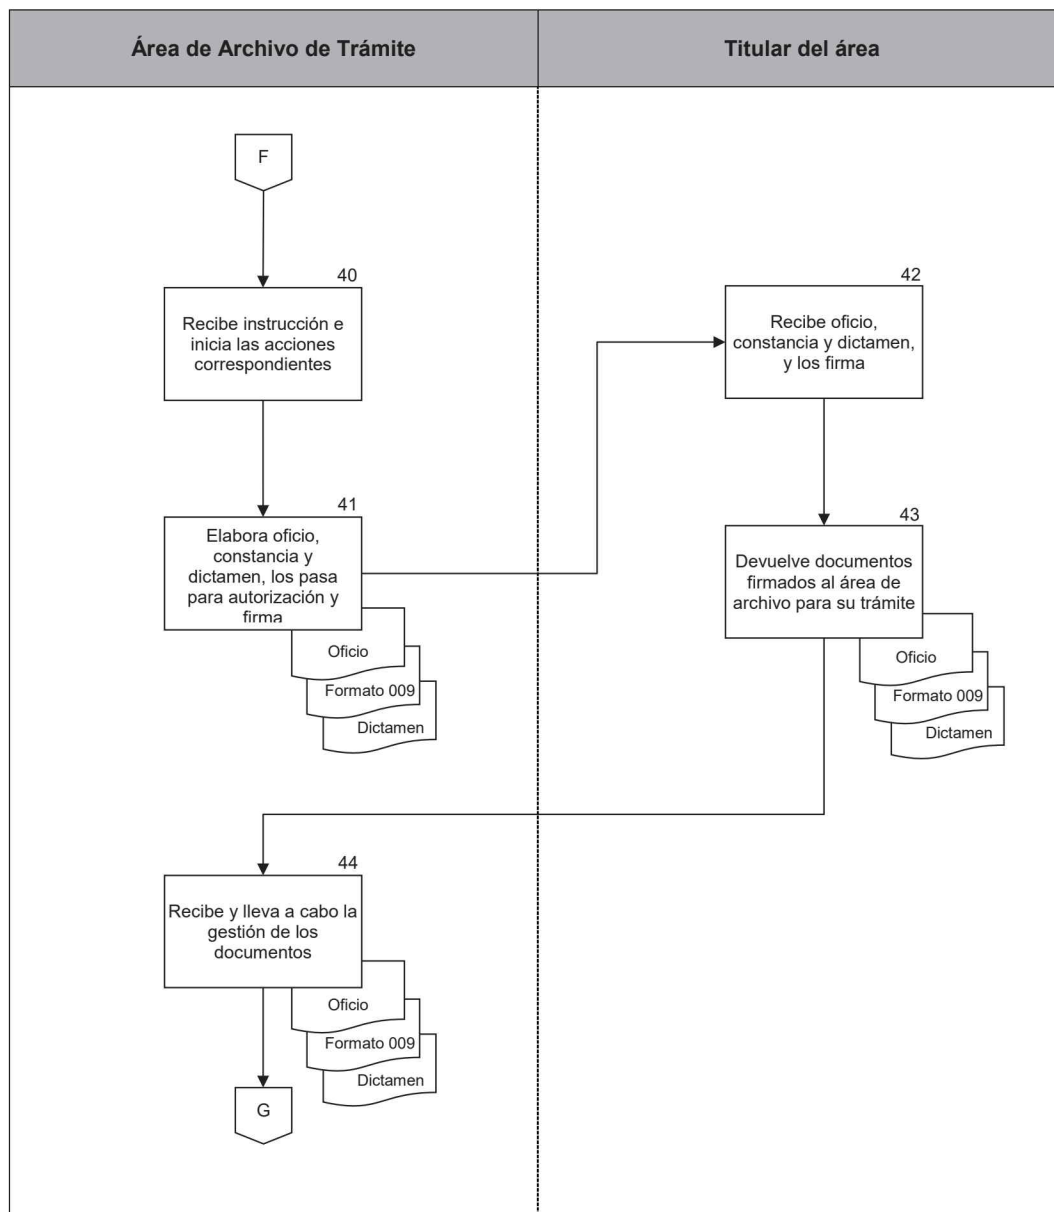 Área de Archivo de Trámite
Titular del área
F
40
Recibe instrucción e
inicia las acciones
correspondientes
41
Elabora oficio,
constancia y
dictamen, los pasa
para autorización y
firma
Oficio
Formato 009
Dictamen
42
Recibe oficio,
constancia y dictamen,
y los firma
43
Devuelve documentos
firmados al área de
archivo para su trámite
Oficio
Formato 009
Dictamen
44
Recibe y lleva a cabo la
gestión de los
documentos
Oficio
Formato 009
Dictamen
G